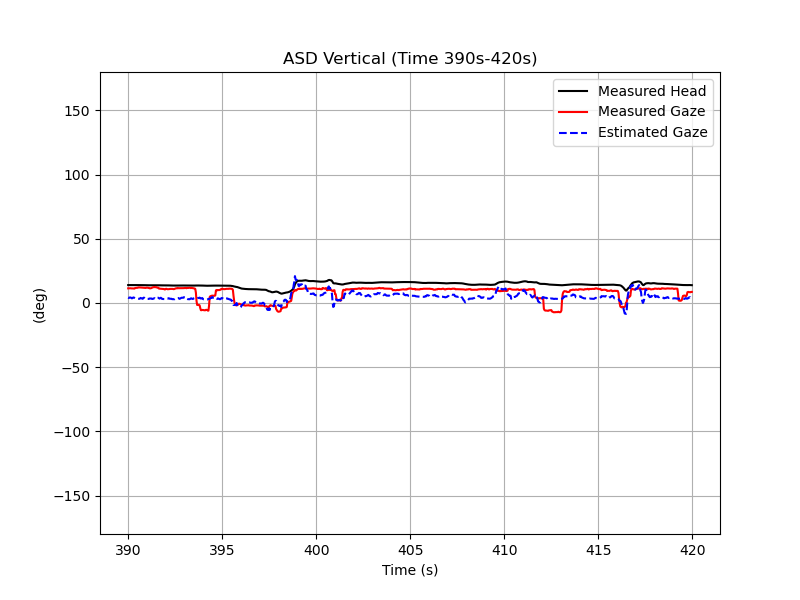 ASD Vertical (Time 390s-420s)
Measured Head
Measured Gaze
Estimated Gaze
150
100
50
0
−50
−100
−150
(deg)
390 395 400 405 410 415 420
Time (s)